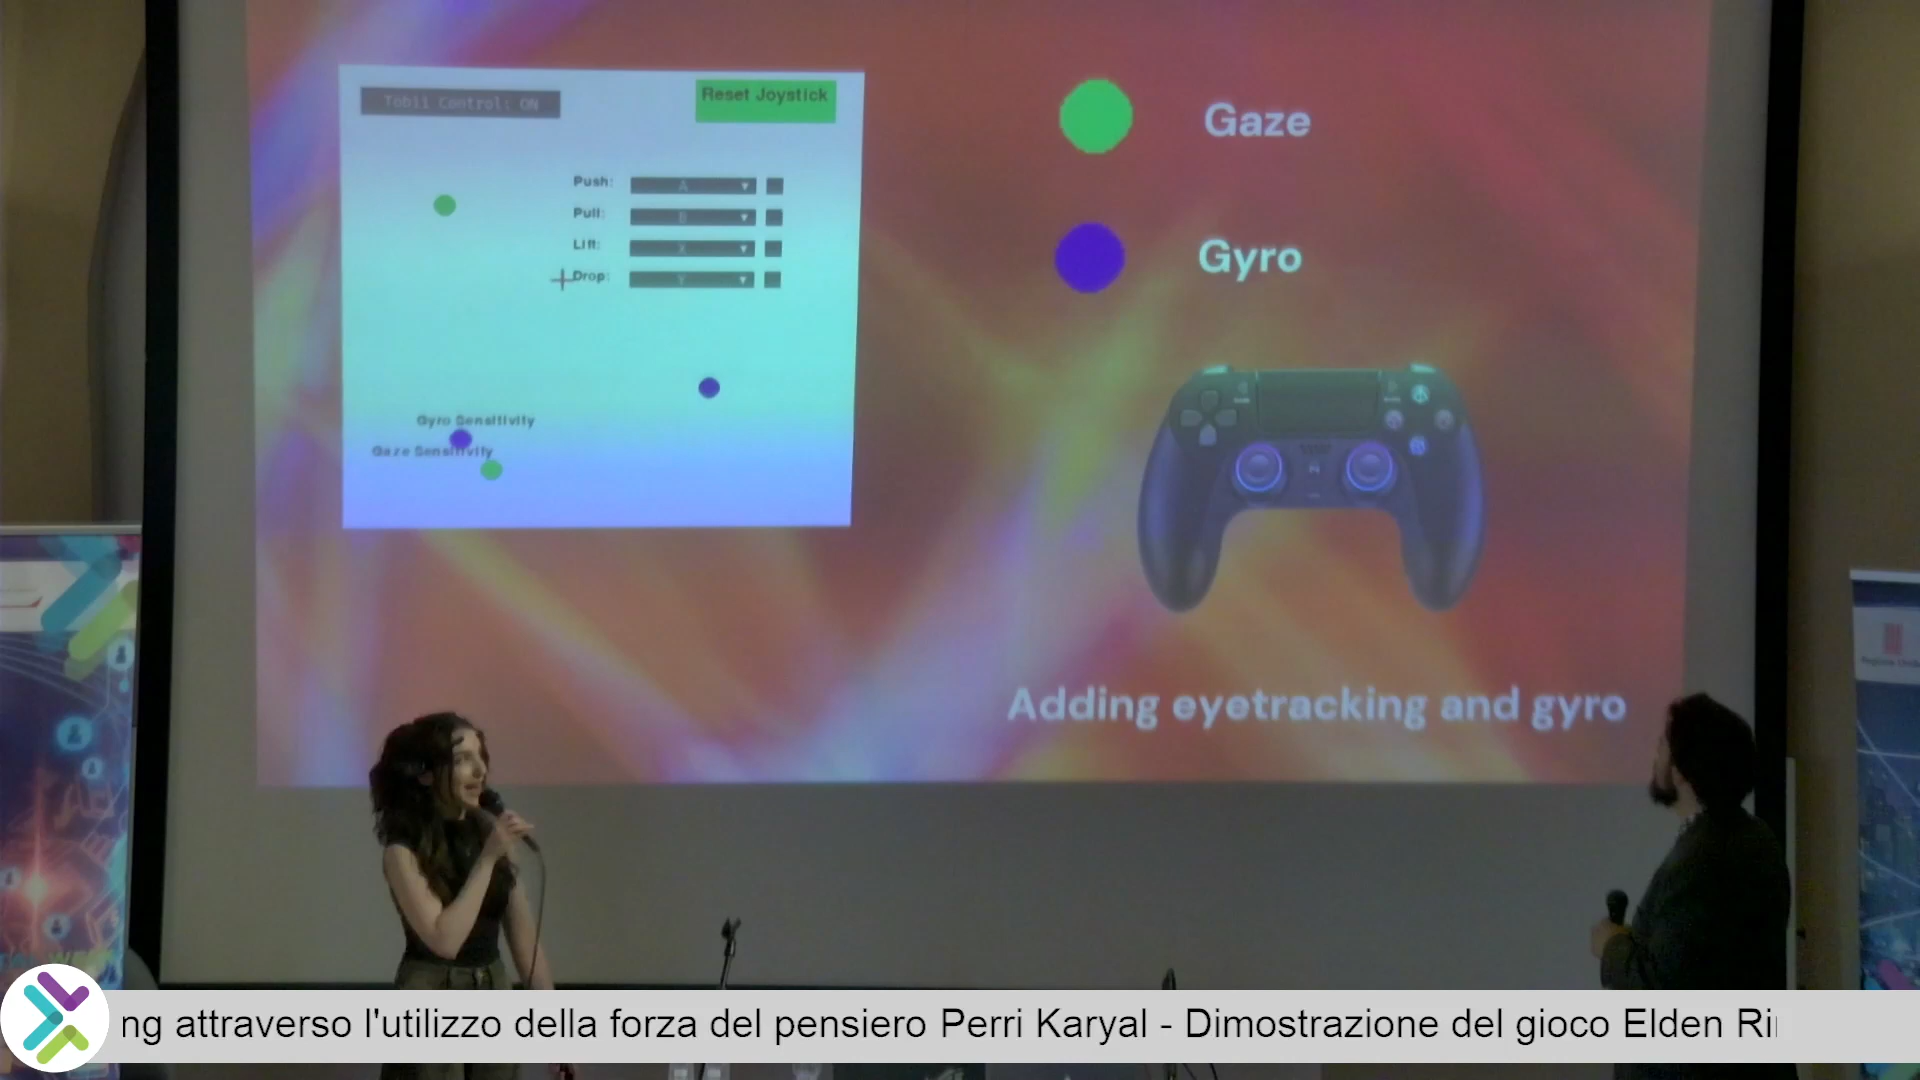 Tobii Control: ON
Reset Joystick
Push: A
Pull: B
Lift: X
Drop: Y
Gyro Sensitivity
Gaze Sensitivity
Gaze
Gyro
Adding eyetracking and gyro
ng attraverso l'utilizzo della forza del pensiero Perri Karyal - Dimostrazione del gioco Elden Ri